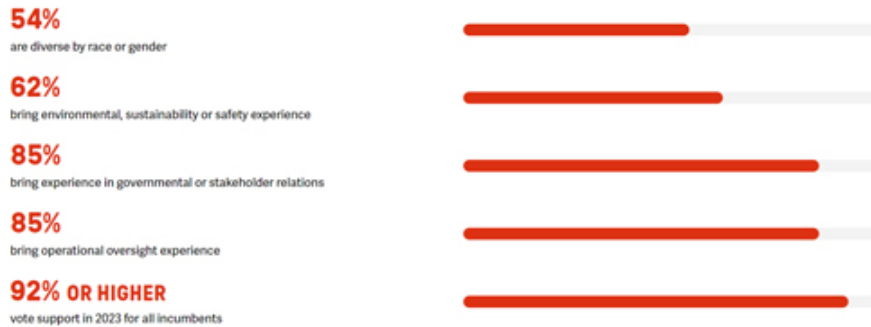 54%
are diverse by race or gender
62%
bring environmental, sustainability or safety experience
85%
bring experience in governmental or stakeholder relations
85%
bring operational oversight experience
92% OR HIGHER
vote support in 2023 for all incumbents